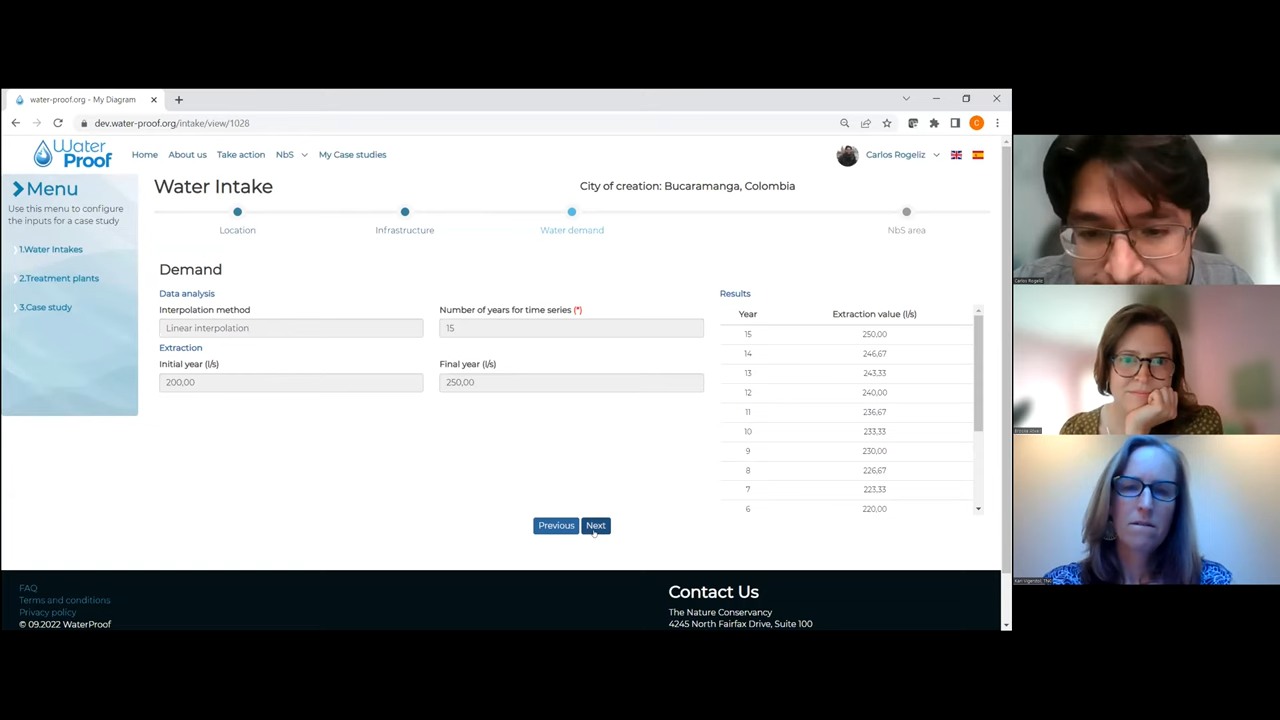 water-proof.org - My Diagram
dev.water-proof.org/intake/view/1028
C
Water Proof
Home About us Take action NbS My Case studies
Carlos Rogeliz
Menu
Use this menu to configure
the inputs for a case study
1.Water Intakes
2.Treatment plants
3.Case study
Water Intake
City of creation: Bucaramanga, Colombia
Location Infrastructure Water demand NbS area
Demand
Data analysis
Interpolation method
Linear interpolation
Number of years for time series (*)
15
Extraction
Initial year (l/s)
200,00
Final year (l/s)
250,00
Results
Year Extraction value (l/s)
15 250,00
14 246,67
13 243,33
12 240,00
11 236,67
10 233,33
9 230,00
8 226,67
7 223,33
6 220,00
Previous Next
FAQ
Terms and conditions
Privacy policy
© 09.2022 WaterProof
Contact Us
The Nature Conservancy
4245 North Fairfax Drive, Suite 100
Carlos Rogeliz